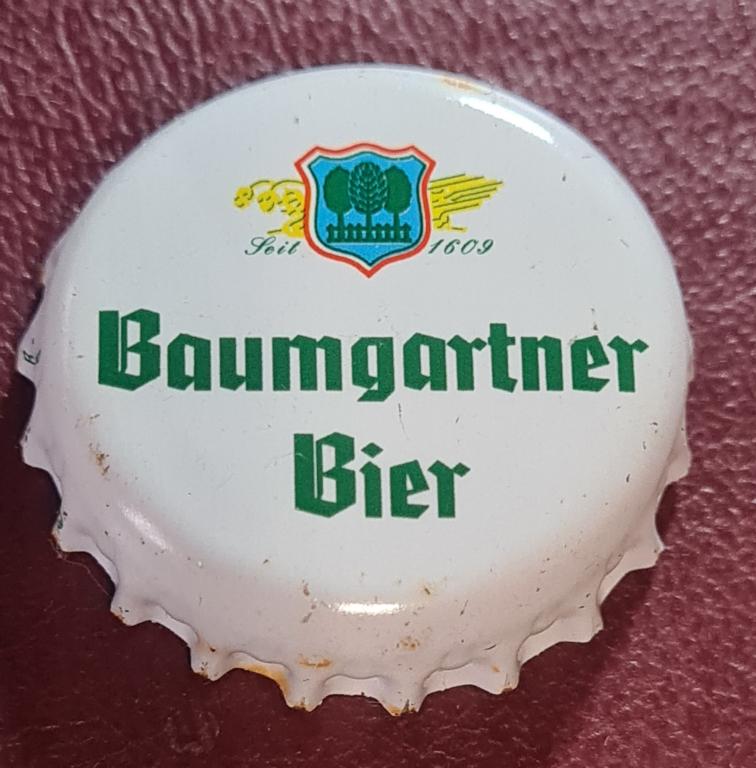 Seit 1609
Baumgartner
Bier